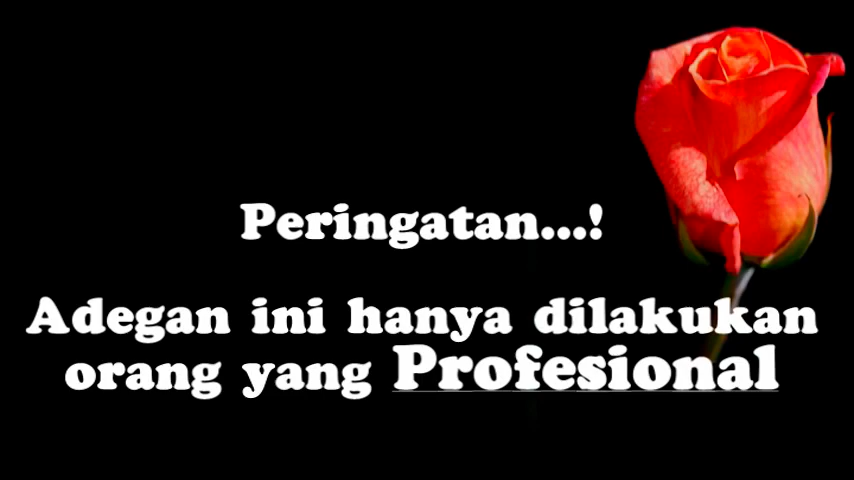 Peringatan...!
Adegan ini hanya dilakukan
orang yang Profesional